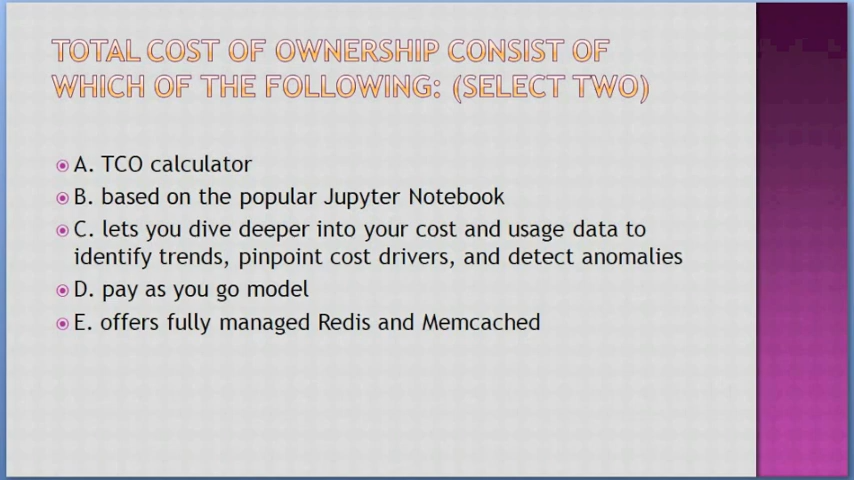 TOTAL COST OF OWNERSHIP CONSIST OF
WHICH OF THE FOLLOWING: (SELECT TWO)
A. TCO calculator
B. based on the popular Jupyter Notebook
C. lets you dive deeper into your cost and usage data to
identify trends, pinpoint cost drivers, and detect anomalies
D. pay as you go model
E. offers fully managed Redis and Memcached